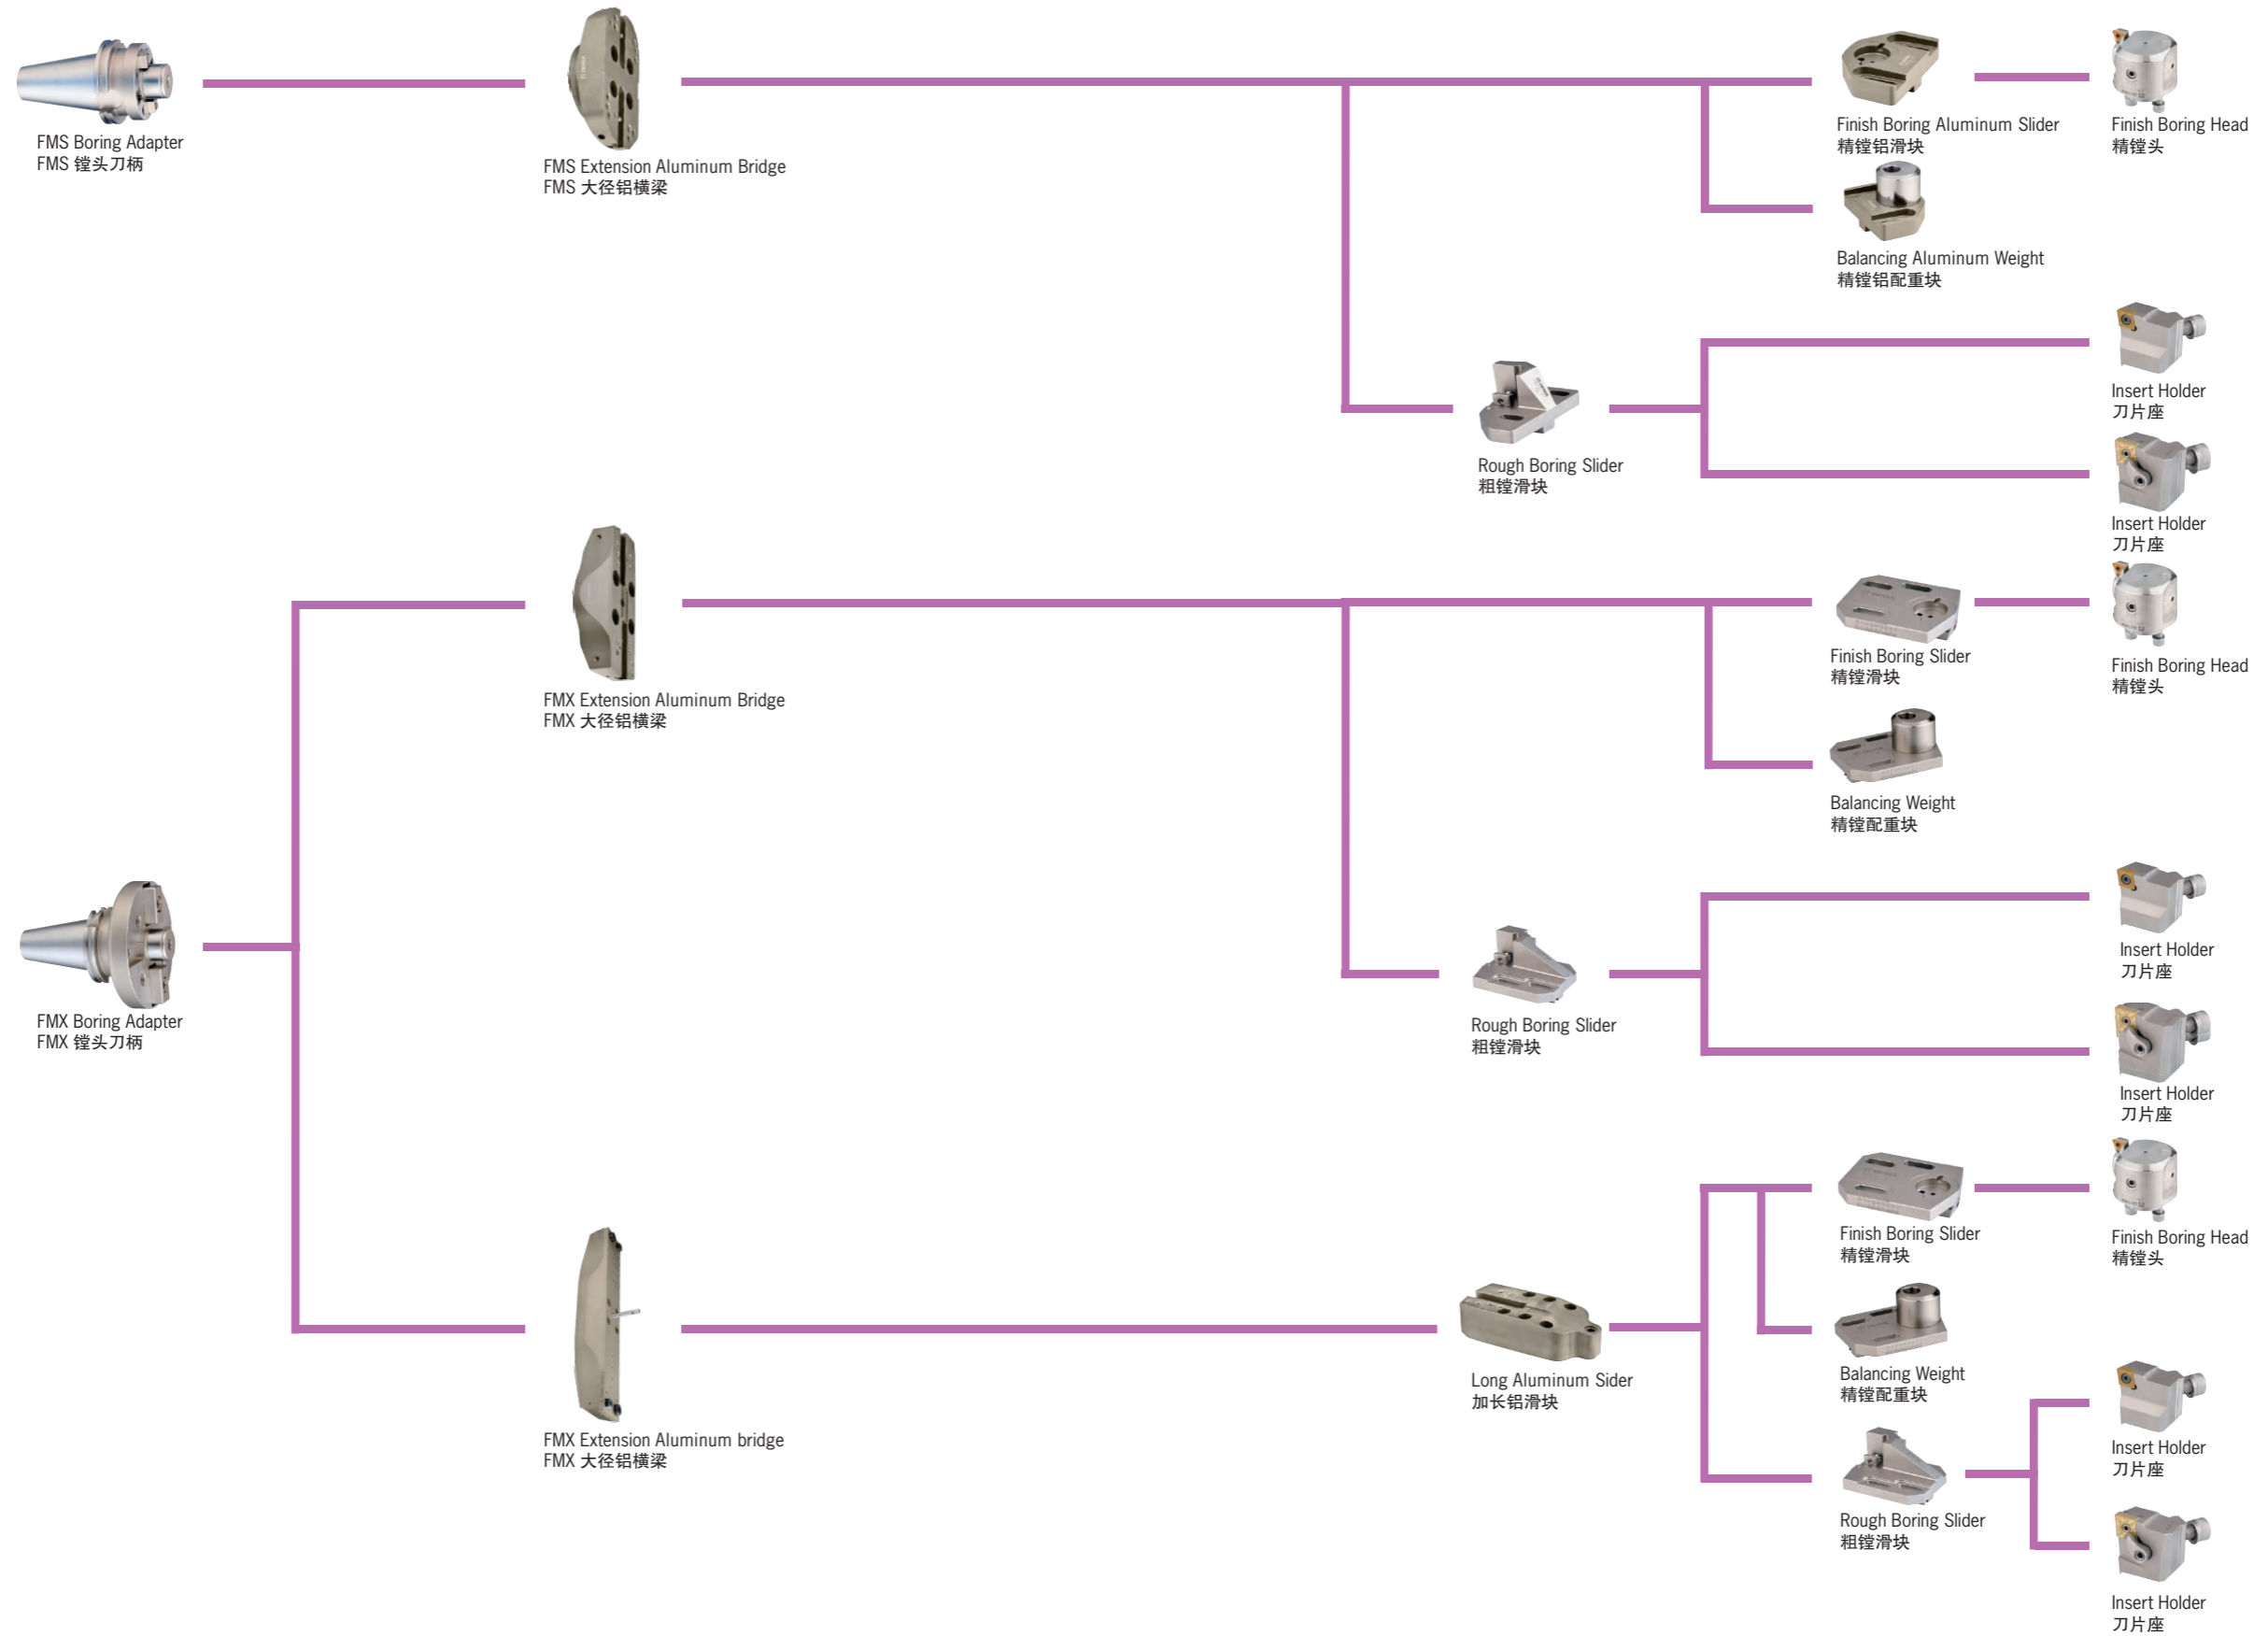 FMS Boring Adapter
FMS 镗头刀柄
FMS Extension Aluminum Bridge
FMS 大径铝横梁
Finish Boring Aluminum Slider
精镗铝滑块
Finish Boring Head
精镗头
Balancing Aluminum Weight
精镗铝配重块
Insert Holder
刀片座
Rough Boring Slider
粗镗滑块
Insert Holder
刀片座
FMX Extension Aluminum Bridge
FMX 大径铝横梁
Finish Boring Slider
精镗滑块
Finish Boring Head
精镗头
Balancing Weight
精镗配重块
FMX Boring Adapter
FMX 镗头刀柄
Insert Holder
刀片座
Rough Boring Slider
粗镗滑块
Insert Holder
刀片座
Finish Boring Slider
精镗滑块
Finish Boring Head
精镗头
FMX Extension Aluminum bridge
FMX 大径铝横梁
Long Aluminum Sider
加长铝滑块
Balancing Weight
精镗配重块
Insert Holder
刀片座
Rough Boring Slider
粗镗滑块
Insert Holder
刀片座